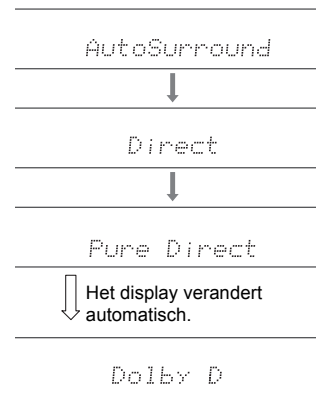 AutoSurround
Direct
Pure Direct
Het display verandert
automatisch.
Dolby D